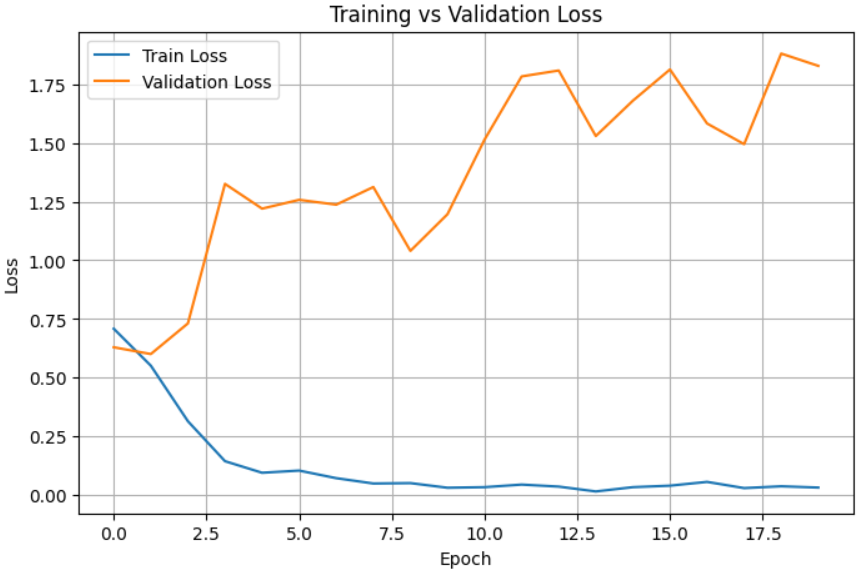 Training vs Validation Loss
Train Loss
Validation Loss
1.75
1.50
1.25
1.00
0.75
0.50
0.25
0.00
Loss
0.0 2.5 5.0 7.5 10.0 12.5 15.0 17.5
Epoch